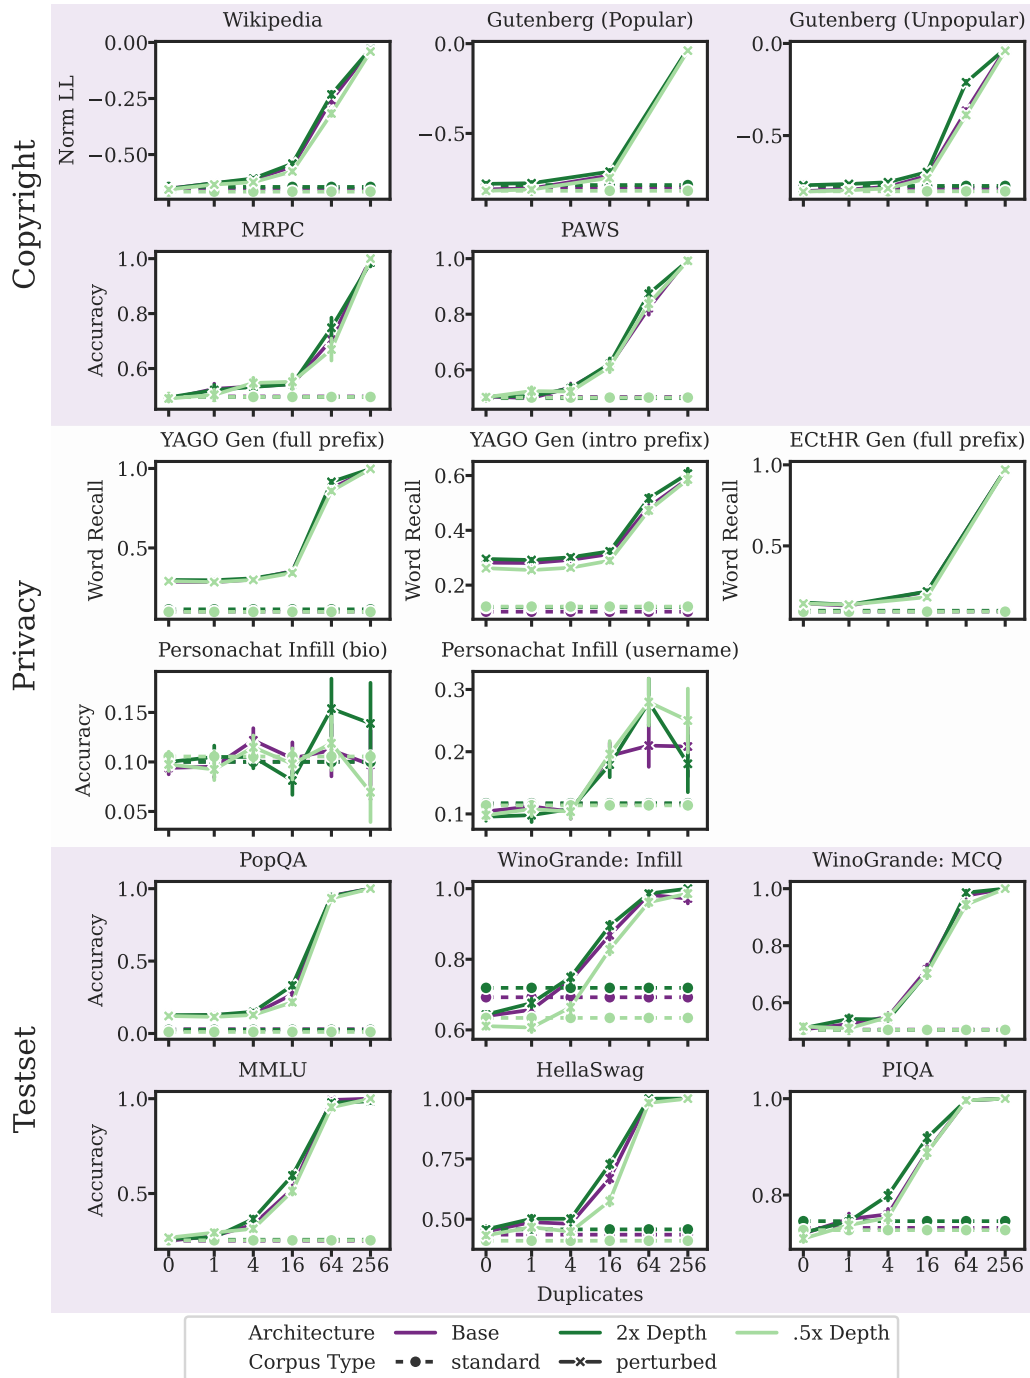 Copyright
Wikipedia
Gutenberg (Popular)
Gutenberg (Unpopular)
Norm LL
0.00
−0.25
−0.50
0
−0.5
0
−0.5
MRPC
PAWS
Accuracy
1.0
0.8
0.6
1.0
0.8
0.6
Privacy
YAGO Gen (full prefix)
YAGO Gen (intro prefix)
ECtHR Gen (full prefix)
Word Recall
1.0
0.5
Word Recall
0.6
0.4
0.2
Word Recall
1.0
0.5
Personachat Infill (bio)
Personachat Infill (username)
Accuracy
0.15
0.10
0.05
0.3
0.2
0.1
Testset
PopQA
WinoGrande: Infill
WinoGrande: MCQ
Accuracy
1.0
0.5
0.0
1.0
0.8
0.6
1.0
0.8
0.6
MMLU
HellaSwag
PIQA
Accuracy
1.0
0.5
1.00
0.75
0.50
1.0
0.8
0 1 4 16 64 256
0 1 4 16 64 256
0 1 4 16 64 256
Duplicates
Architecture Base 2x Depth .5x Depth
Corpus Type standard perturbed